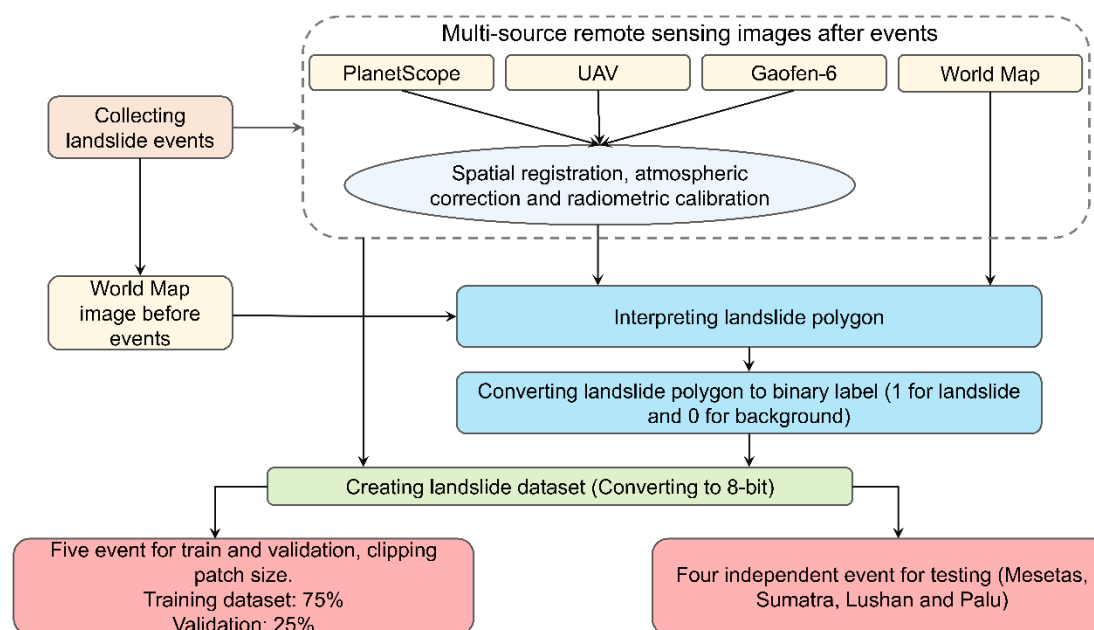 Multi-source remote sensing images after events
PlanetScope
UAV
Gaofen-6
World Map
Collecting
landslide events
Spatial registration, atmospheric
correction and radiometric calibration
World Map
image before
events
Interpreting landslide polygon
Converting landslide polygon to binary label (1 for landslide
and 0 for background)
Creating landslide dataset (Converting to 8-bit)
Five event for train and validation, clipping
patch size.
Training dataset: 75%
Validation: 25%
Four independent event for testing (Mesetas,
Sumatra, Lushan and Palu)